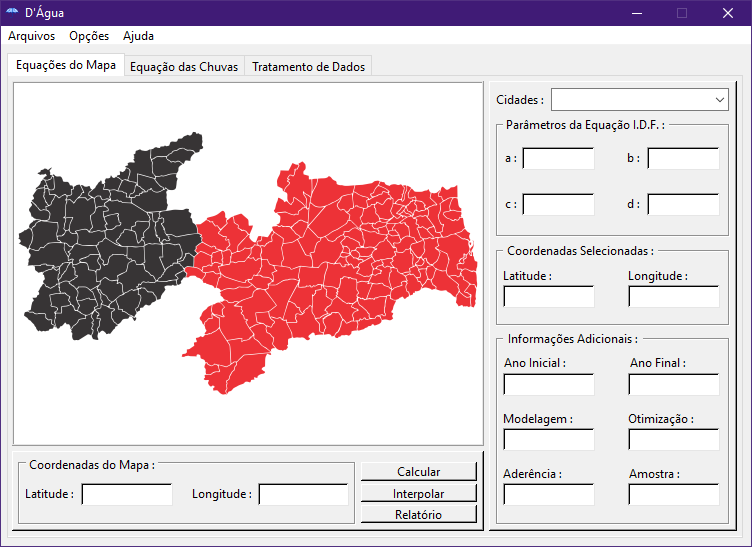 D'Água
Arquivos Opções Ajuda
Equações do Mapa Equação das Chuvas Tratamento de Dados
Cidades :
Parâmetros da Equação I.D.F. :
a : b :
c : d :
Coordenadas Selecionadas :
Latitude : Longitude :
Informações Adicionais :
Ano Inicial : Ano Final :
Modelagem : Otimização :
Aderência : Amostra :
Coordenadas do Mapa :
Latitude : Longitude :
Calcular
Interpolar
Relatório